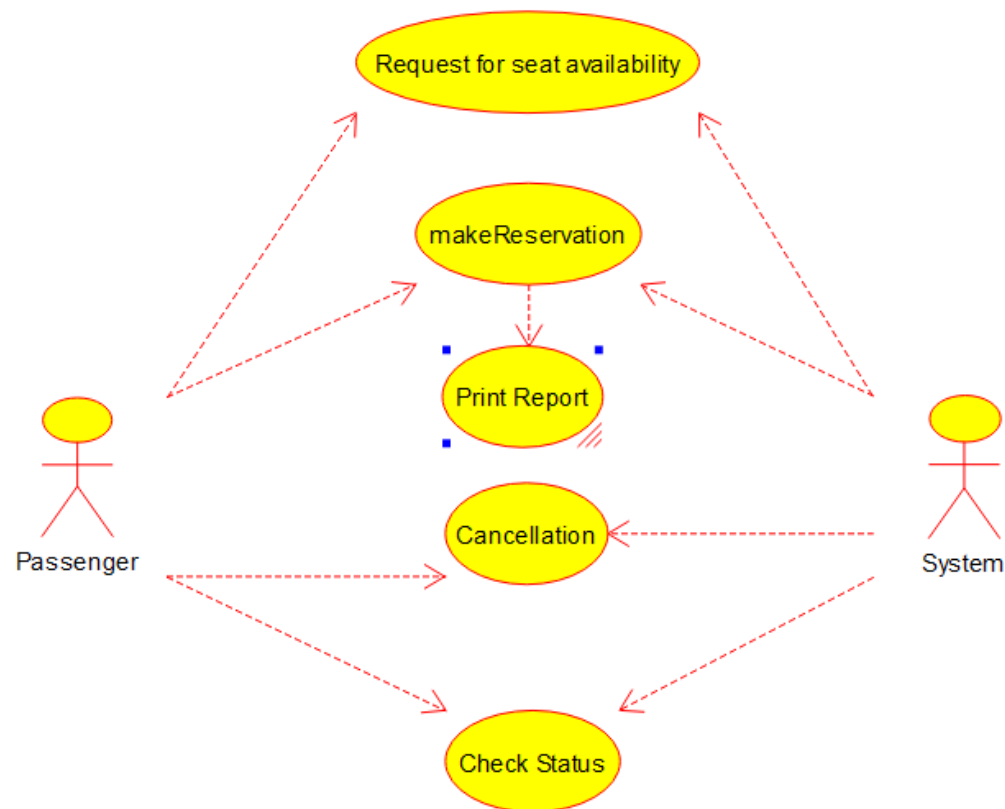 Request for seat availability
makeReservation
Print Report
Cancellation
Passenger
System
Check Status